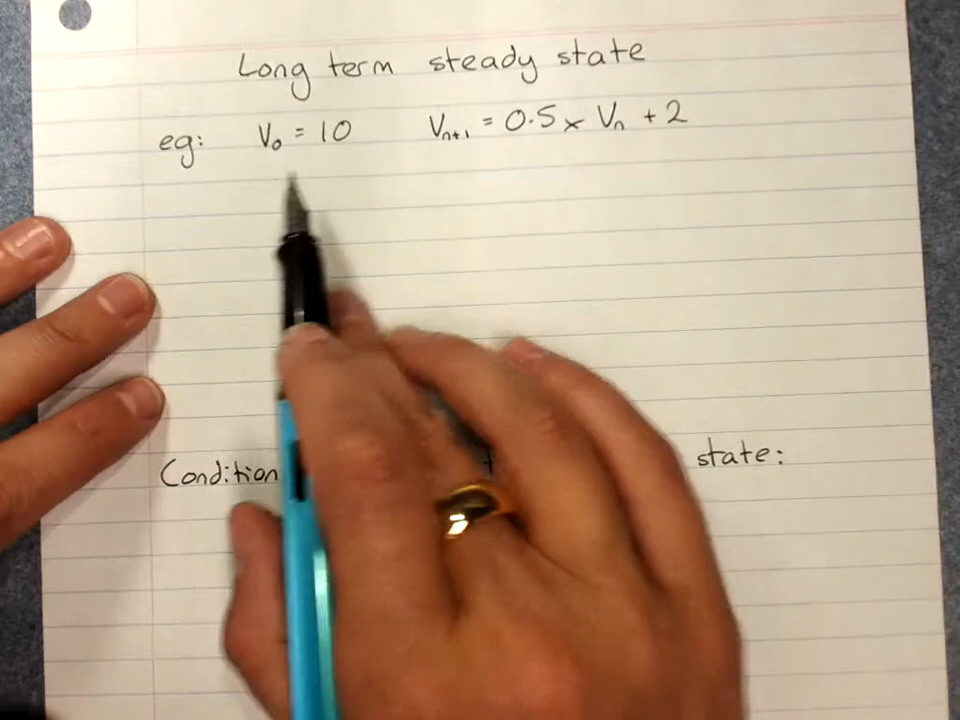 Long term steady state
eg: V₀ = 10 Vₙ₊₁ = 0.5 × Vₙ + 2
Condition state: